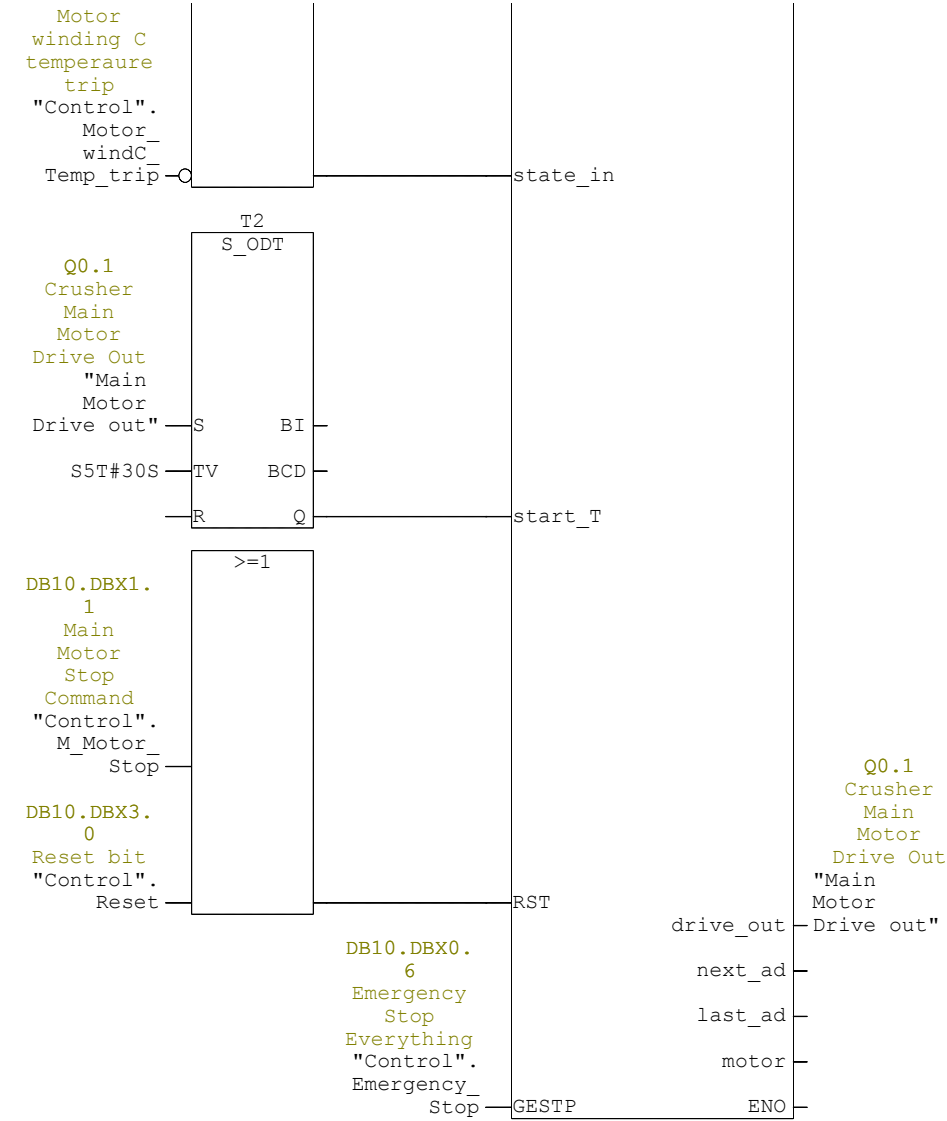 Motor
winding C
temperaure
trip
"Control".
Motor_
windC_
Temp_trip
state_in
T2
S_ODT
Q0.1
Crusher
Main
Motor
Drive Out
"Main
Motor
Drive out"
S
BI
S5T#30S
TV
BCD
R
Q
start_T
>=1
DB10.DBX1.
1
Main
Motor
Stop
Command
"Control".
M_Motor_
Stop
DB10.DBX3.
0
Reset bit
"Control".
Reset
RST
Q0.1
Crusher
Main
Motor
Drive Out
"Main
Motor
Drive out"
drive_out
next_ad
last_ad
motor
DB10.DBX0.
6
Emergency
Stop
Everything
"Control".
Emergency_
Stop
GESTP
ENO